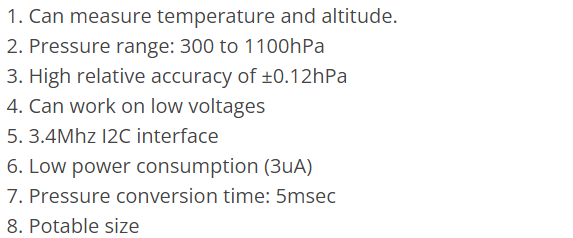 1. Can measure temperature and altitude.
2. Pressure range: 300 to 1100hPa
3. High relative accuracy of ±0.12hPa
4. Can work on low voltages
5. 3.4Mhz I2C interface
6. Low power consumption (3uA)
7. Pressure conversion time: 5msec
8. Potable size